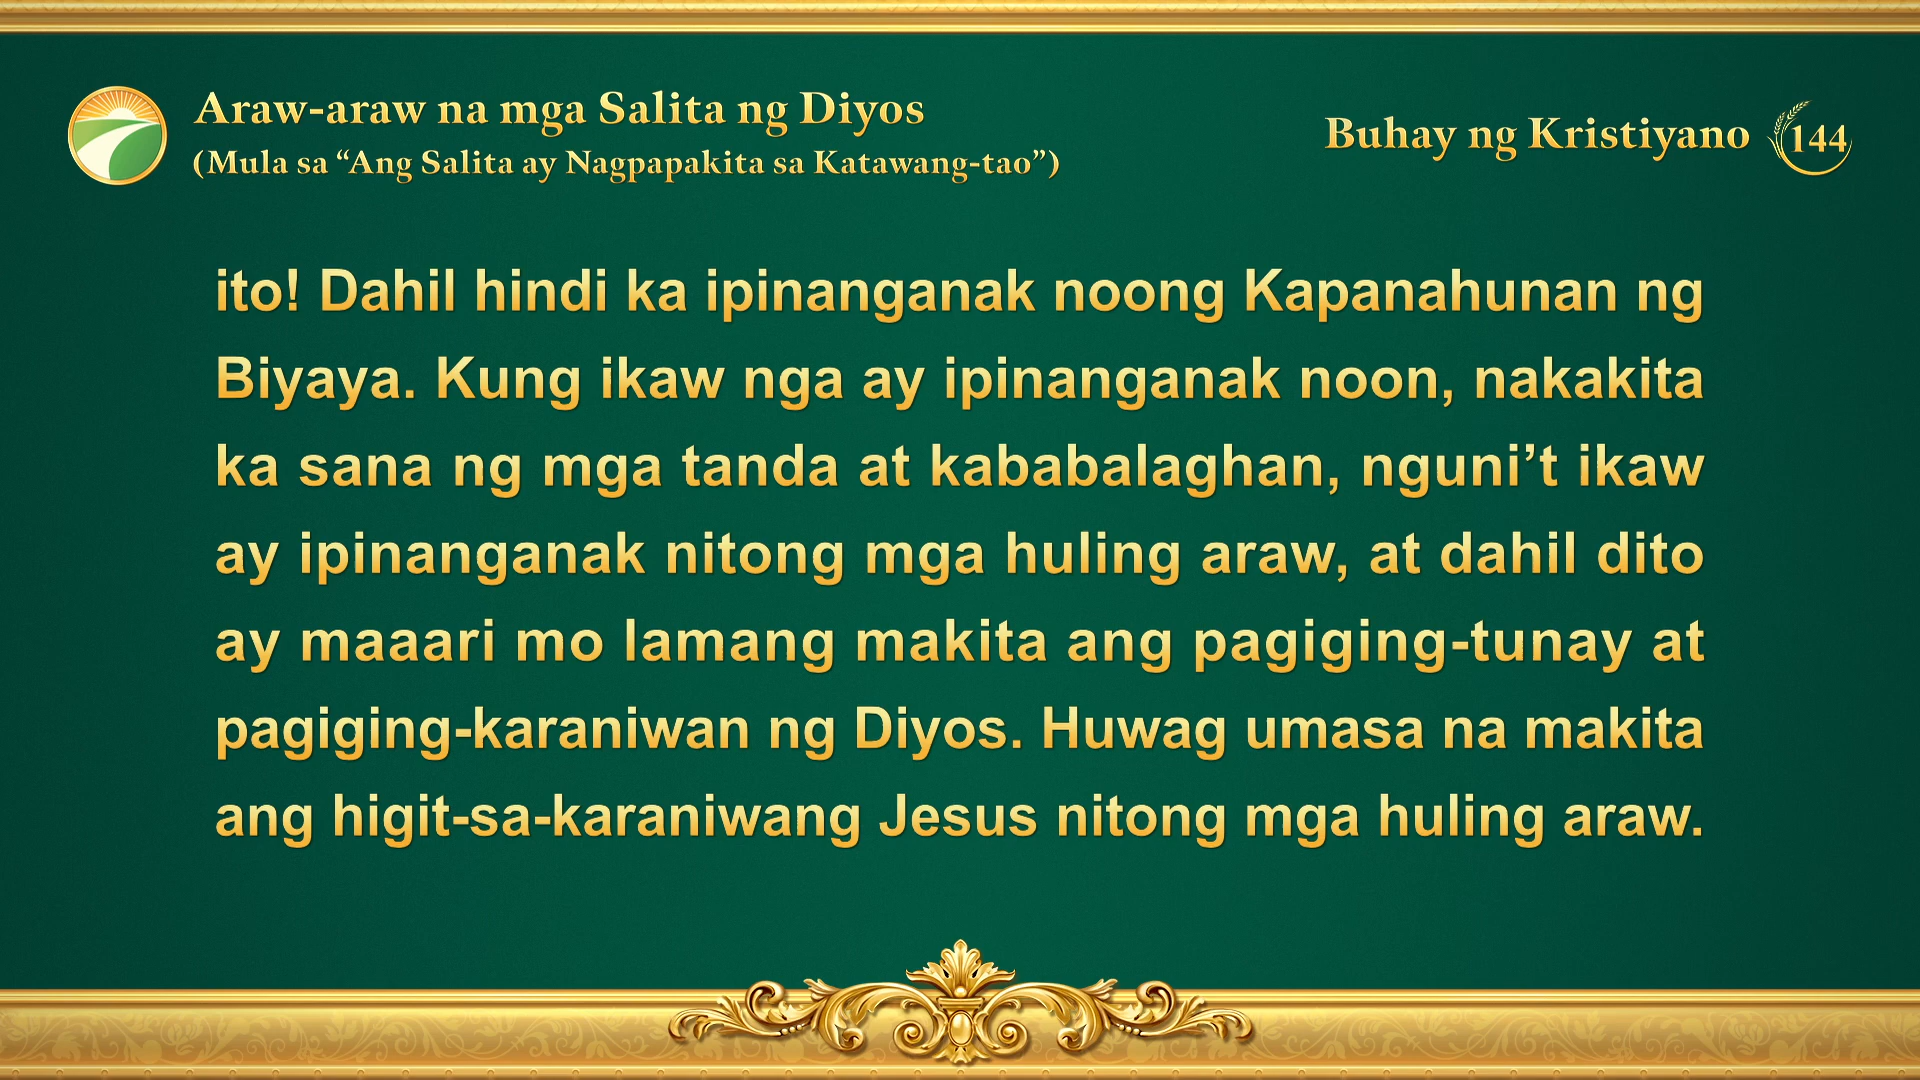 Araw-araw na mga Salita ng Diyos
(Mula sa “Ang Salita ay Nagpapakita sa Katawang-tao”)
Buhay ng Kristiyano 144
ito! Dahil hindi ka ipinanganak noong Kapanahunan ng
Biyaya. Kung ikaw nga ay ipinanganak noon, nakakita
ka sana ng mga tanda at kababalaghan, nguni’t ikaw
ay ipinanganak nitong mga huling araw, at dahil dito
ay maaari mo lamang makita ang pagiging-tunay at
pagiging-karaniwan ng Diyos. Huwag umasa na makita
ang higit-sa-karaniwang Jesus nitong mga huling araw.